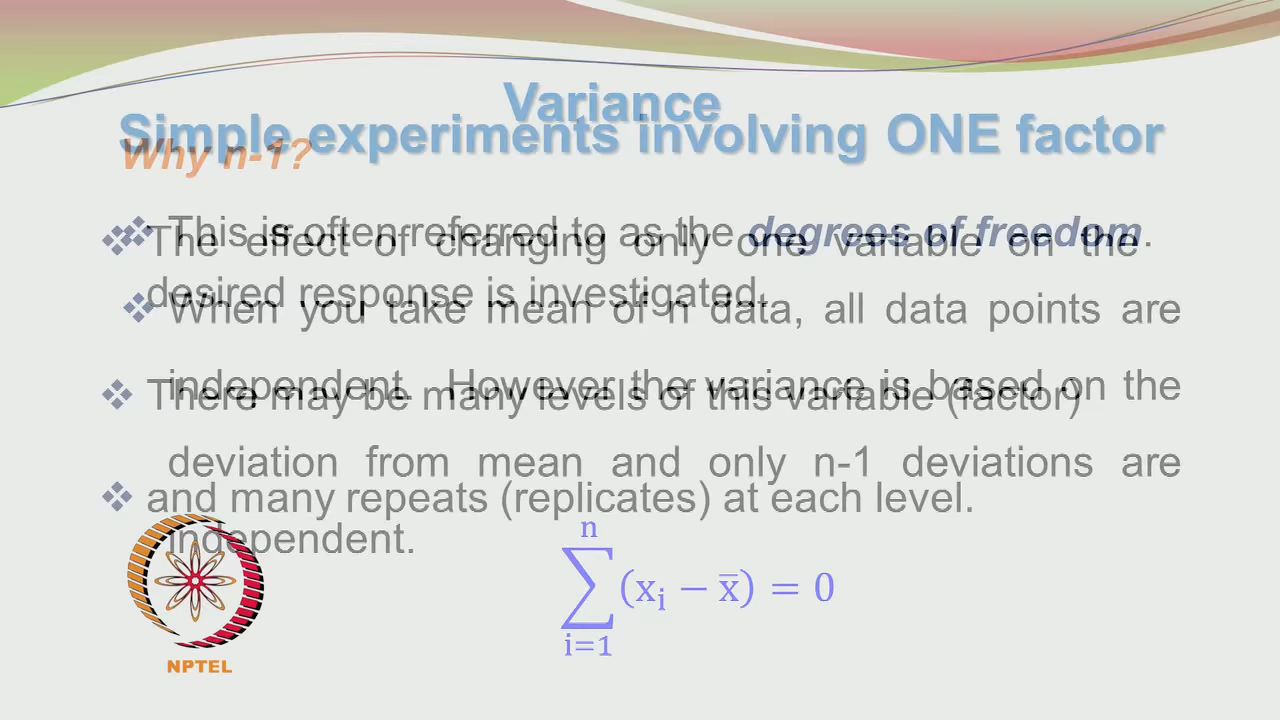 Variance
Simple experiments involving ONE factor
Why n-1?
❖ This is often referred to as the degrees of freedom.
❖ The effect of changing only one variable on the
desired response is investigated.
❖ When you take mean of n data, all data points are
independent. However the variance is based on the
❖ There may be many levels of this variable (factor)
deviation from mean and only n-1 deviations are
❖ and many repeats (replicates) at each level.
independent.
n
∑ (xᵢ − x̄) = 0
i=1
NPTEL